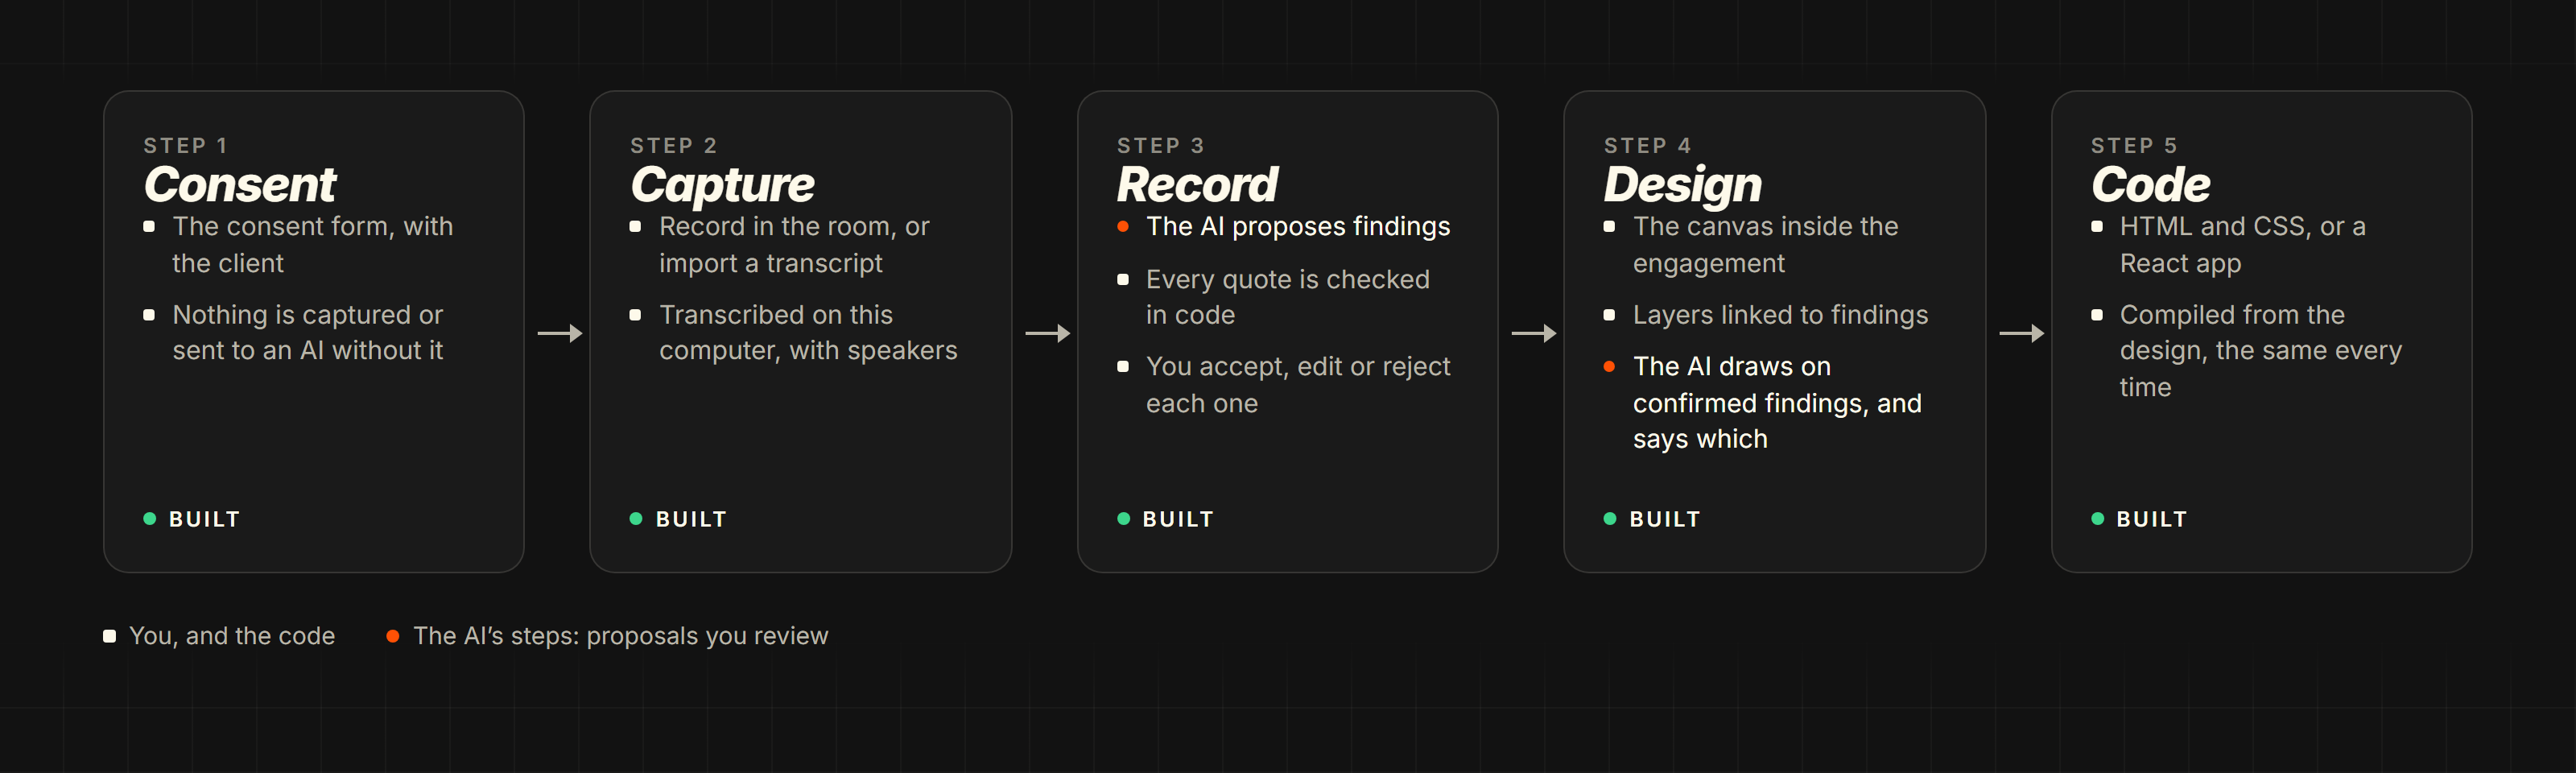 STEP 1
Consent
The consent form, with
the client
Nothing is captured or
sent to an AI without it
BUILT
STEP 2
Capture
Record in the room, or
import a transcript
Transcribed on this
computer, with speakers
BUILT
STEP 3
Record
The AI proposes findings
Every quote is checked
in code
You accept, edit or reject
each one
BUILT
STEP 4
Design
The canvas inside the
engagement
Layers linked to findings
The AI draws on
confirmed findings, and
says which
BUILT
STEP 5
Code
HTML and CSS, or a
React app
Compiled from the
design, the same every
time
BUILT
You, and the code
The AI’s steps: proposals you review